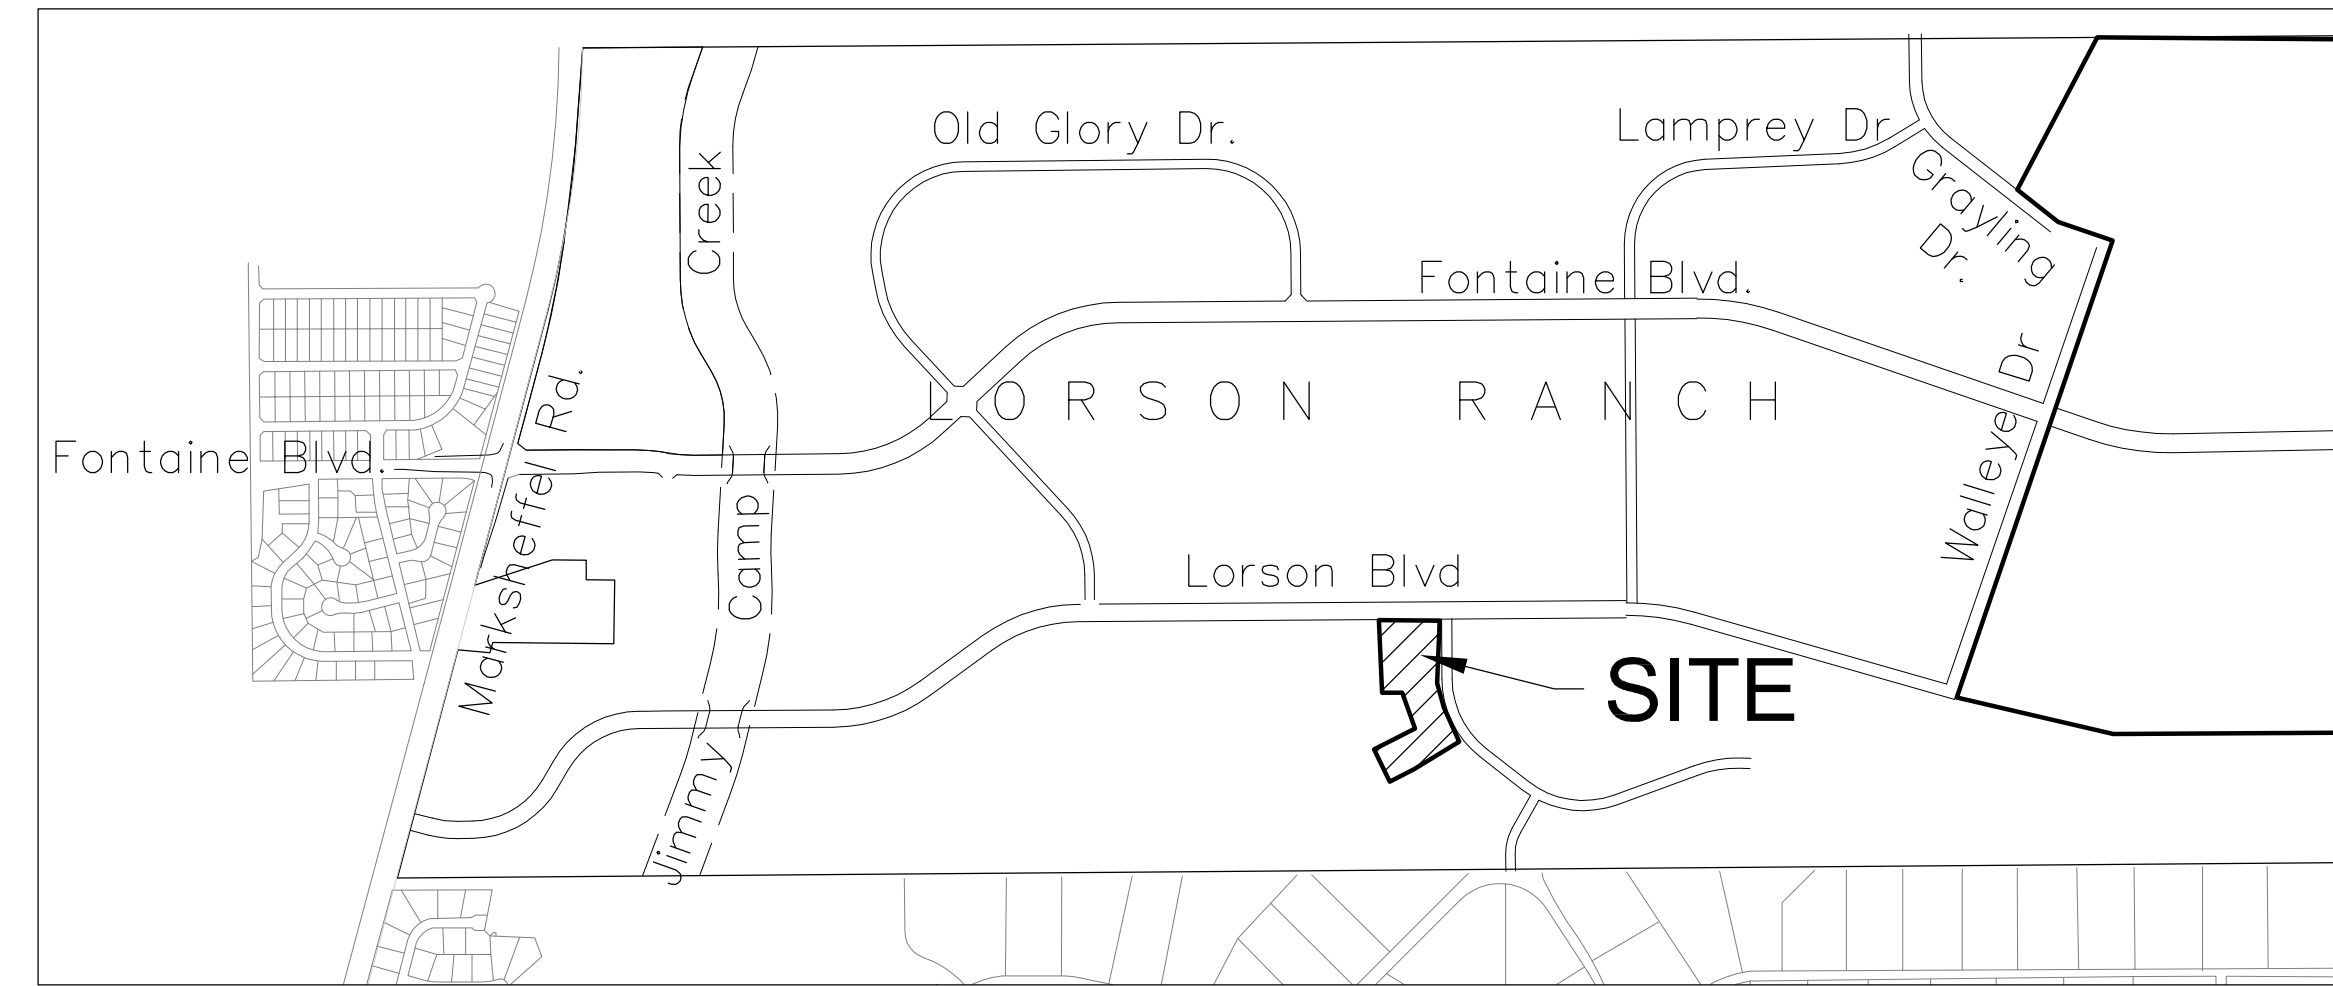 Old Glory Dr.
Lamprey Dr
Grayling
Dr.
Creek
Fontaine Blvd.
Walleye Dr
LORSON RANCH
Fontaine Blvd.
Marksheffel Rd.
Camp
Lorson Blvd
SITE
Jimmy